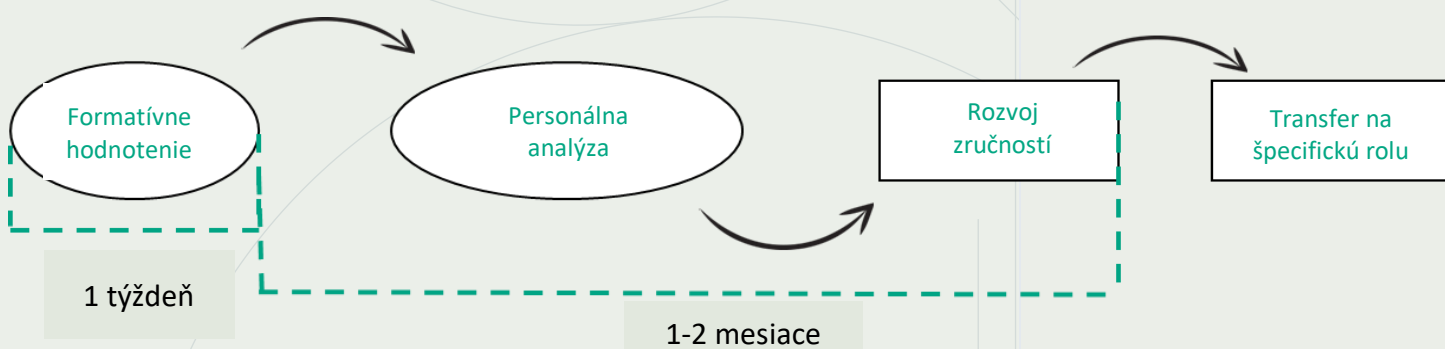 Formatívne
hodnotenie
Personálna
analýza
Rozvoj
zručností
Transfer na
špecifickú rolu
1 týždeň
1-2 mesiace